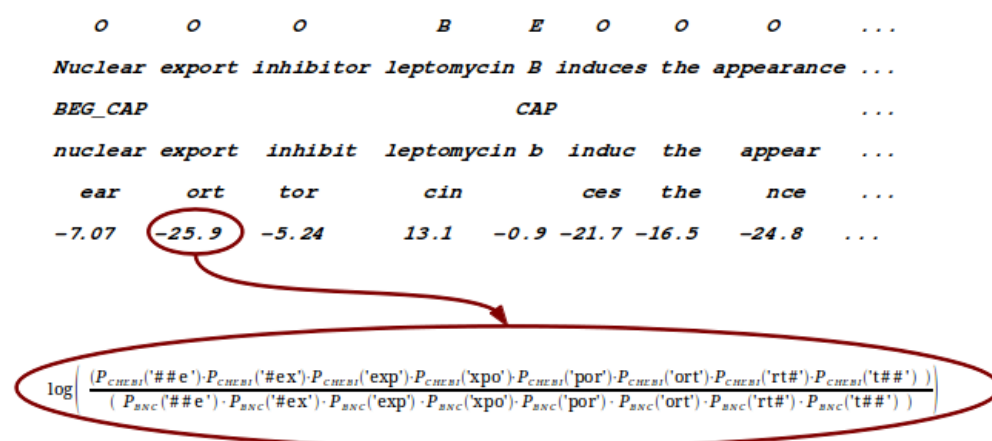 O O O B E O O O ...
Nuclear export inhibitor leptomycin B induces the appearance ...
BEG_CAP CAP ...
nuclear export inhibit leptomycin b induc the appear ...
ear ort tor cin ces the nce ...
-7.07 -25.9 -5.24 13.1 -0.9 -21.7 -16.5 -24.8 ...
log( (P_CHEBI('##e')·P_CHEBI('#ex')·P_CHEBI('exp')·P_CHEBI('xpo')·P_CHEBI('por')·P_CHEBI('ort')·P_CHEBI('rt#')·P_CHEBI('t##') )
( P_BNC('##e')·P_BNC('#ex')·P_BNC('exp')·P_BNC('xpo')·P_BNC('por')·P_BNC('ort')·P_BNC('rt#')·P_BNC('t##') ) )